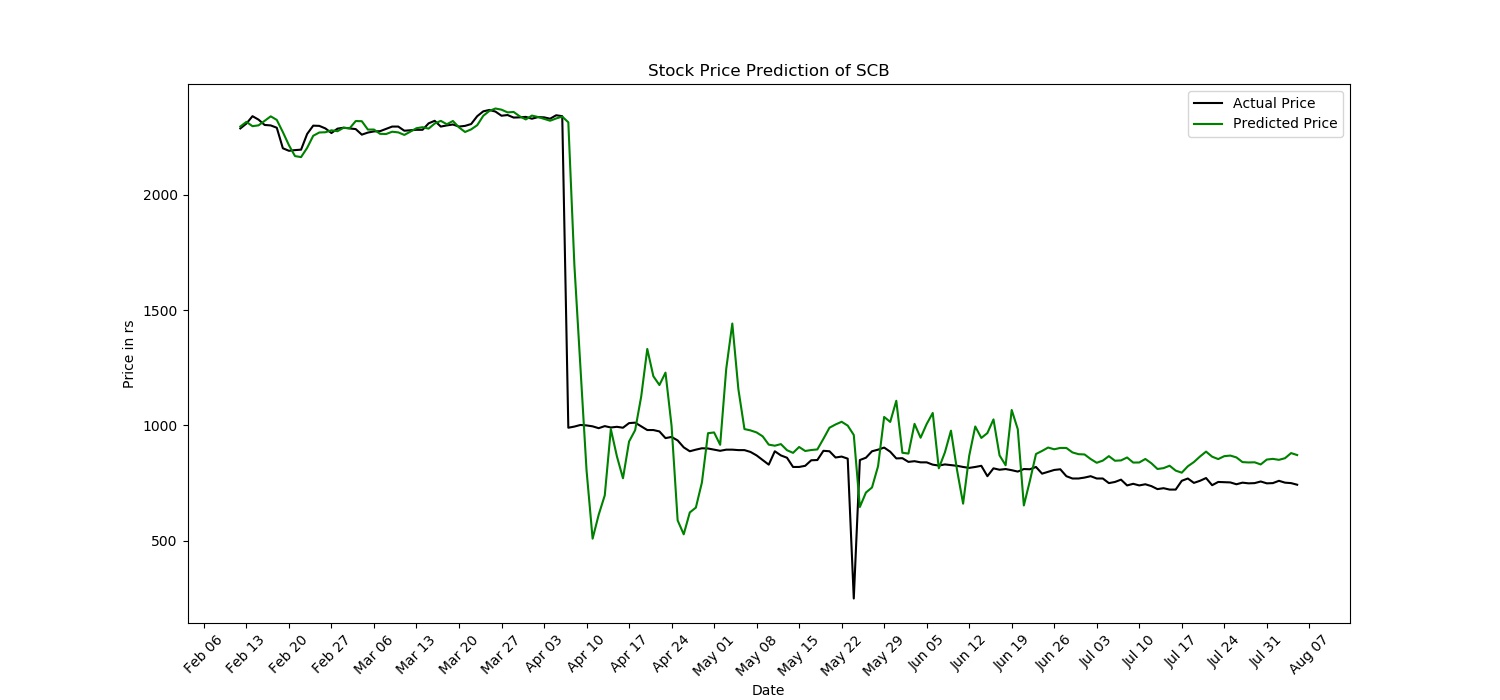 Stock Price Prediction of SCB
Actual Price
Predicted Price
Price in rs
2000
1500
1000
500
Feb 06
Feb 13
Feb 20
Feb 27
Mar 06
Mar 13
Mar 20
Mar 27
Apr 03
Apr 10
Apr 17
Apr 24
May 01
May 08
May 15
May 22
May 29
Jun 05
Jun 12
Jun 19
Jun 26
Jul 03
Jul 10
Jul 17
Jul 24
Jul 31
Aug 07
Date